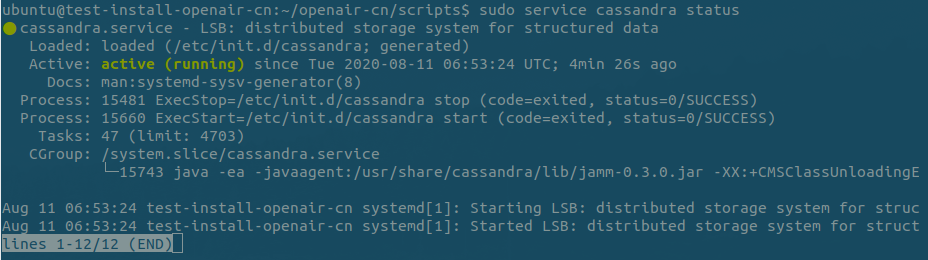 ubuntu@test-install-openair-cn:~/openair-cn/scripts$ sudo service cassandra status
● cassandra.service - LSB: distributed storage system for structured data
   Loaded: loaded (/etc/init.d/cassandra; generated)
   Active: active (running) since Tue 2020-08-11 06:53:24 UTC; 4min 26s ago
     Docs: man:systemd-sysv-generator(8)
  Process: 15481 ExecStop=/etc/init.d/cassandra stop (code=exited, status=0/SUCCESS)
  Process: 15660 ExecStart=/etc/init.d/cassandra start (code=exited, status=0/SUCCESS)
    Tasks: 47 (limit: 4703)
   CGroup: /system.slice/cassandra.service
           └─15743 java -ea -javaagent:/usr/share/cassandra/lib/jamm-0.3.0.jar -XX:+CMSClassUnloadingE
Aug 11 06:53:24 test-install-openair-cn systemd[1]: Starting LSB: distributed storage system for struc
Aug 11 06:53:24 test-install-openair-cn systemd[1]: Started LSB: distributed storage system for struct
lines 1-12/12 (END)